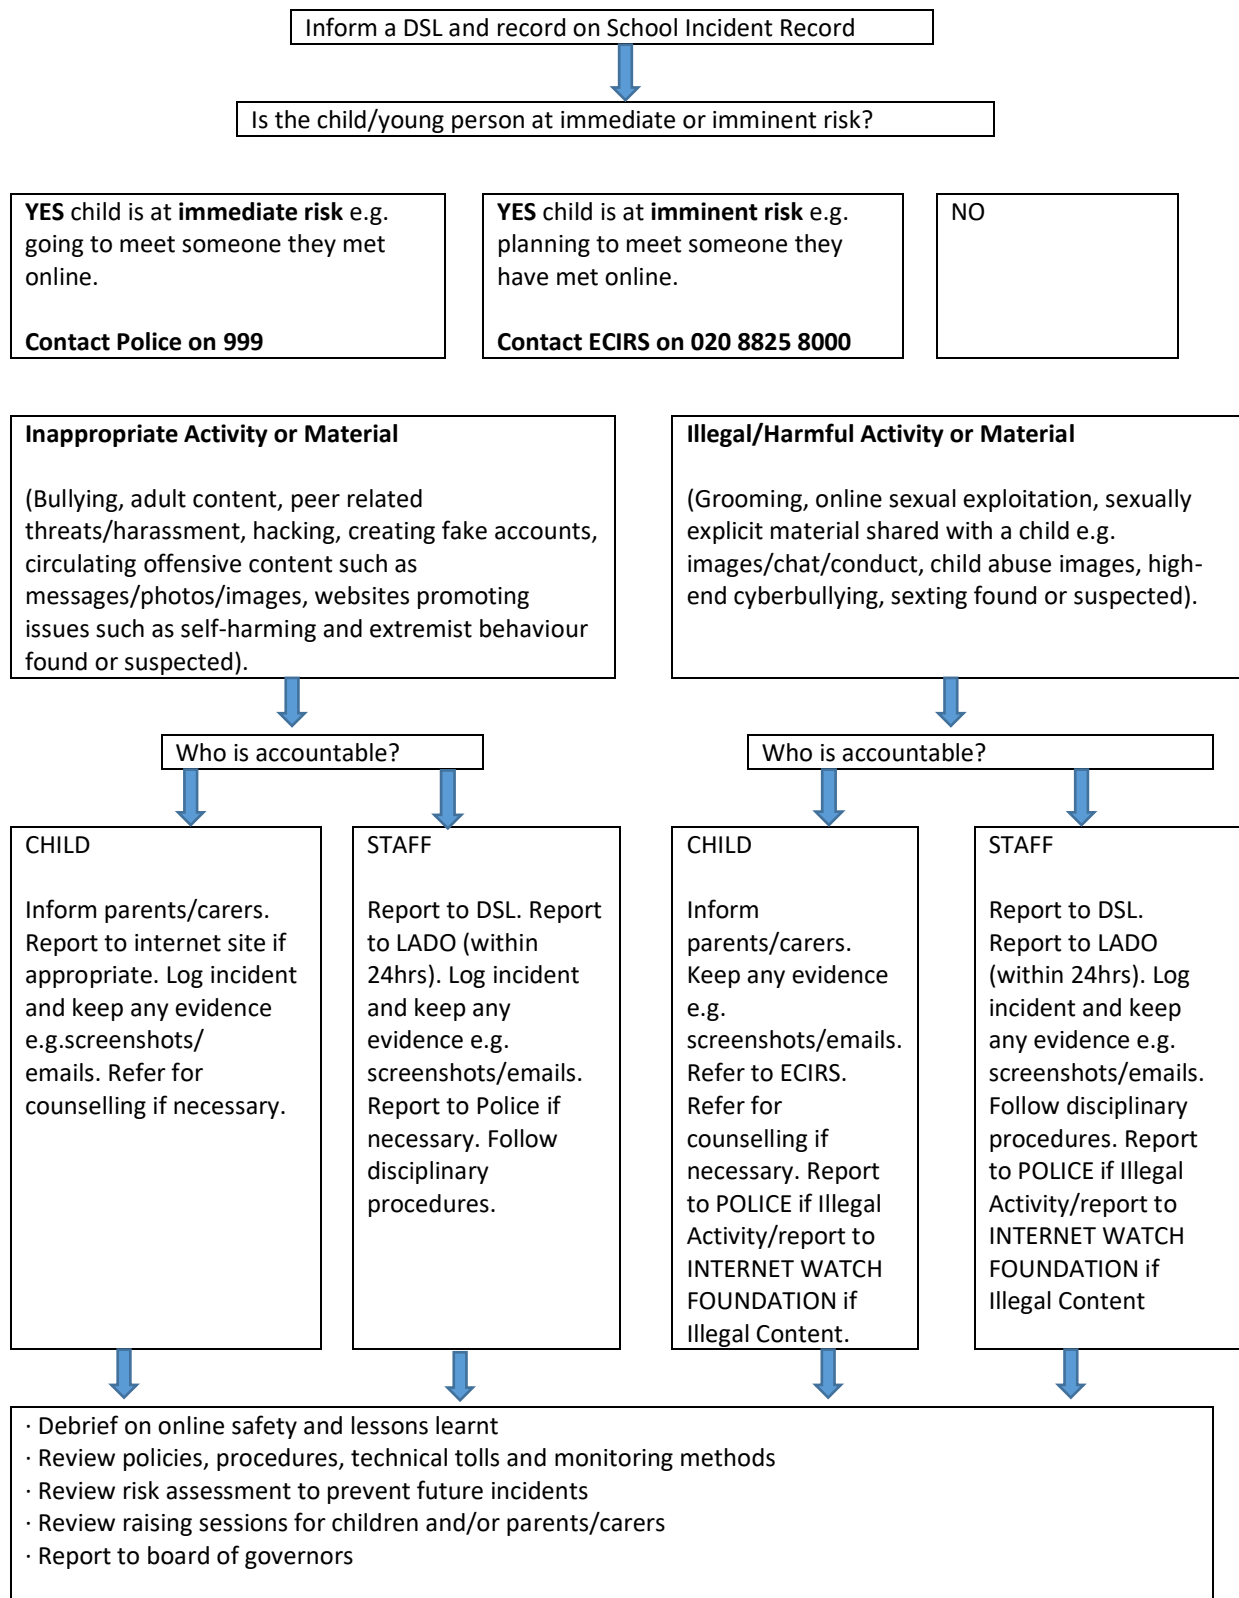 Inform a DSL and record on School Incident Record
Is the child/young person at immediate or imminent risk?
YES child is at immediate risk e.g.
going to meet someone they met
online.
Contact Police on 999
YES child is at imminent risk e.g.
planning to meet someone they
have met online.
Contact ECIRS on 020 8825 8000
NO
Inappropriate Activity or Material
(Bullying, adult content, peer related
threats/harassment, hacking, creating fake accounts,
circulating offensive content such as
messages/photos/images, websites promoting
issues such as self-harming and extremist behaviour
found or suspected).
Illegal/Harmful Activity or Material
(Grooming, online sexual exploitation, sexually
explicit material shared with a child e.g.
images/chat/conduct, child abuse images, high-
end cyberbullying, sexting found or suspected).
Who is accountable?
Who is accountable?
CHILD
Inform parents/carers.
Report to internet site if
appropriate. Log incident
and keep any evidence
e.g.screenshots/
emails. Refer for
counselling if necessary.
STAFF
Report to DSL. Report
to LADO (within
24hrs). Log incident
and keep any
evidence e.g.
screenshots/emails.
Report to Police if
necessary. Follow
disciplinary
procedures.
CHILD
Inform
parents/carers.
Keep any evidence
e.g.
screenshots/emails.
Refer to ECIRS.
Refer for
counselling if
necessary. Report
to POLICE if Illegal
Activity/report to
INTERNET WATCH
FOUNDATION if
Illegal Content.
STAFF
Report to DSL.
Report to LADO
(within 24hrs). Log
incident and keep
any evidence e.g.
screenshots/emails.
Follow disciplinary
procedures. Report
to POLICE if Illegal
Activity/report to
INTERNET WATCH
FOUNDATION if
Illegal Content
· Debrief on online safety and lessons learnt
· Review policies, procedures, technical tolls and monitoring methods
· Review risk assessment to prevent future incidents
· Review raising sessions for children and/or parents/carers
· Report to board of governors